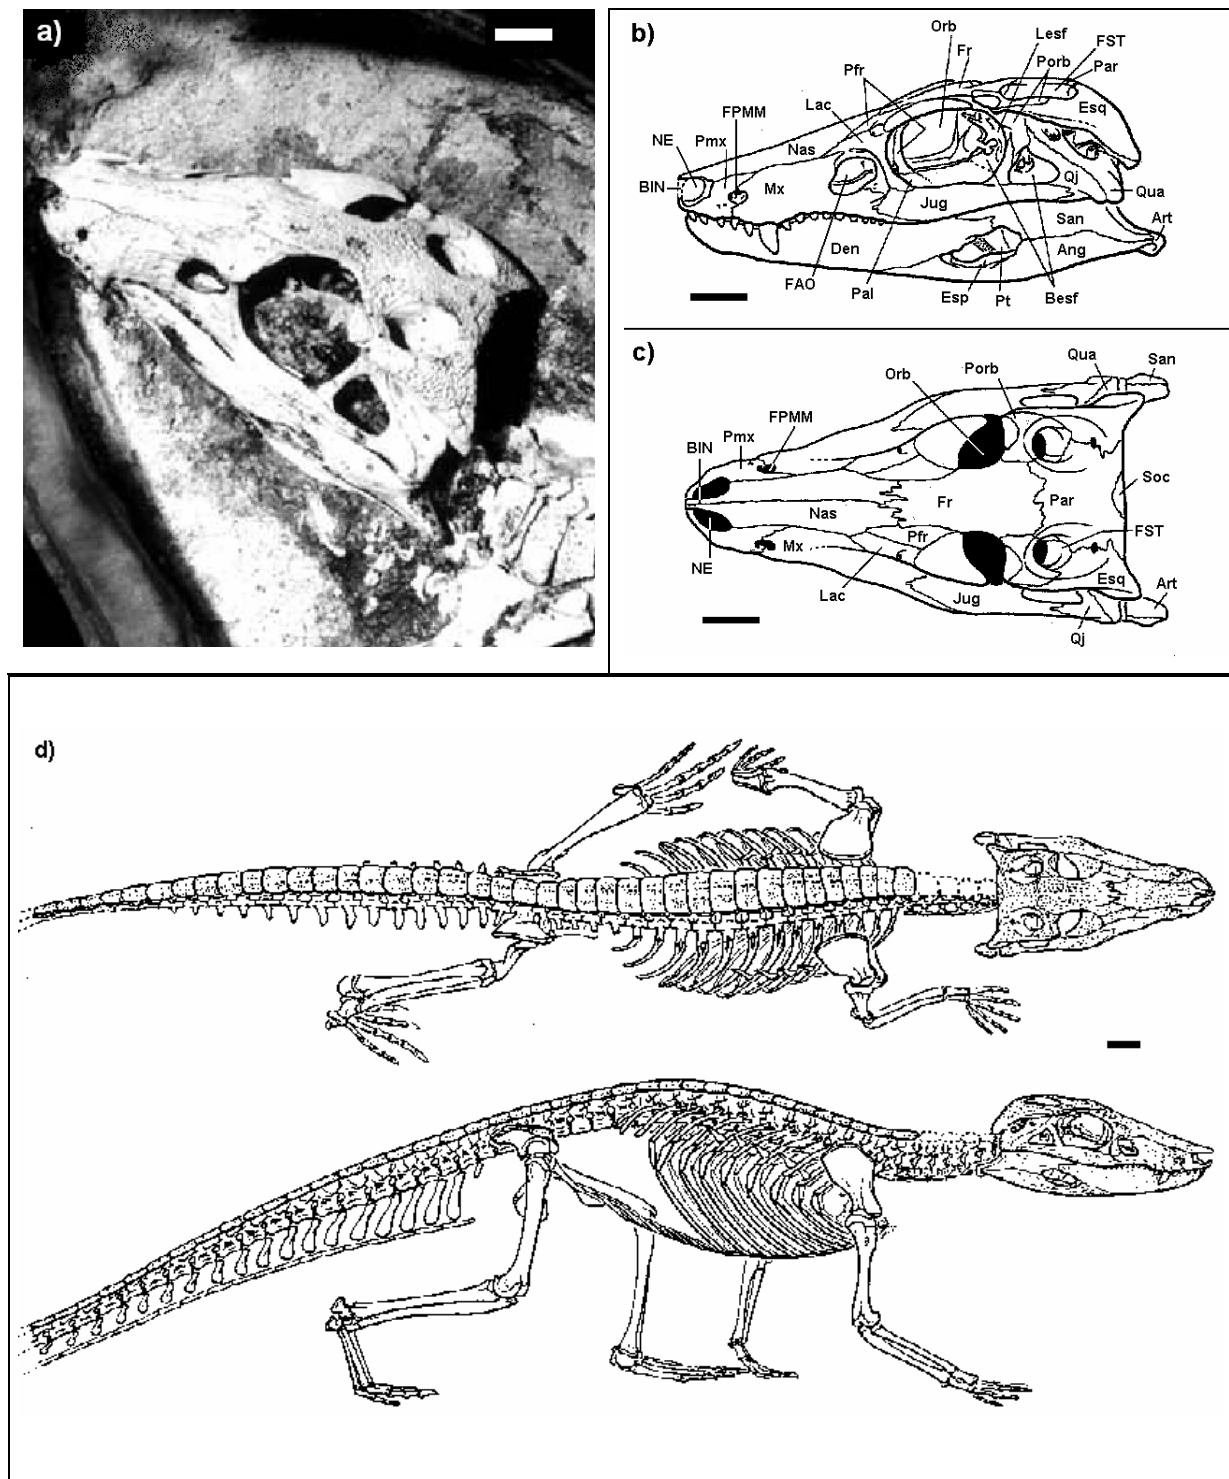 a)
b)
Orb
Lesf
Fr
Porb
FST
Par
Pfr
Esq
Lac
FPMM
NE
Pmx
Nas
BIN
Mx
Qj
Jug
Qua
San
Art
Den
Ang
FAO
Pal
Esp
Pt
Besf
c)
Qua
San
Orb
Porb
FPMM
Pmx
BIN
Soc
Nas
Fr
Par
FST
Pfr
Mx
NE
Lac
Jug
Esq
Art
Qj
d)